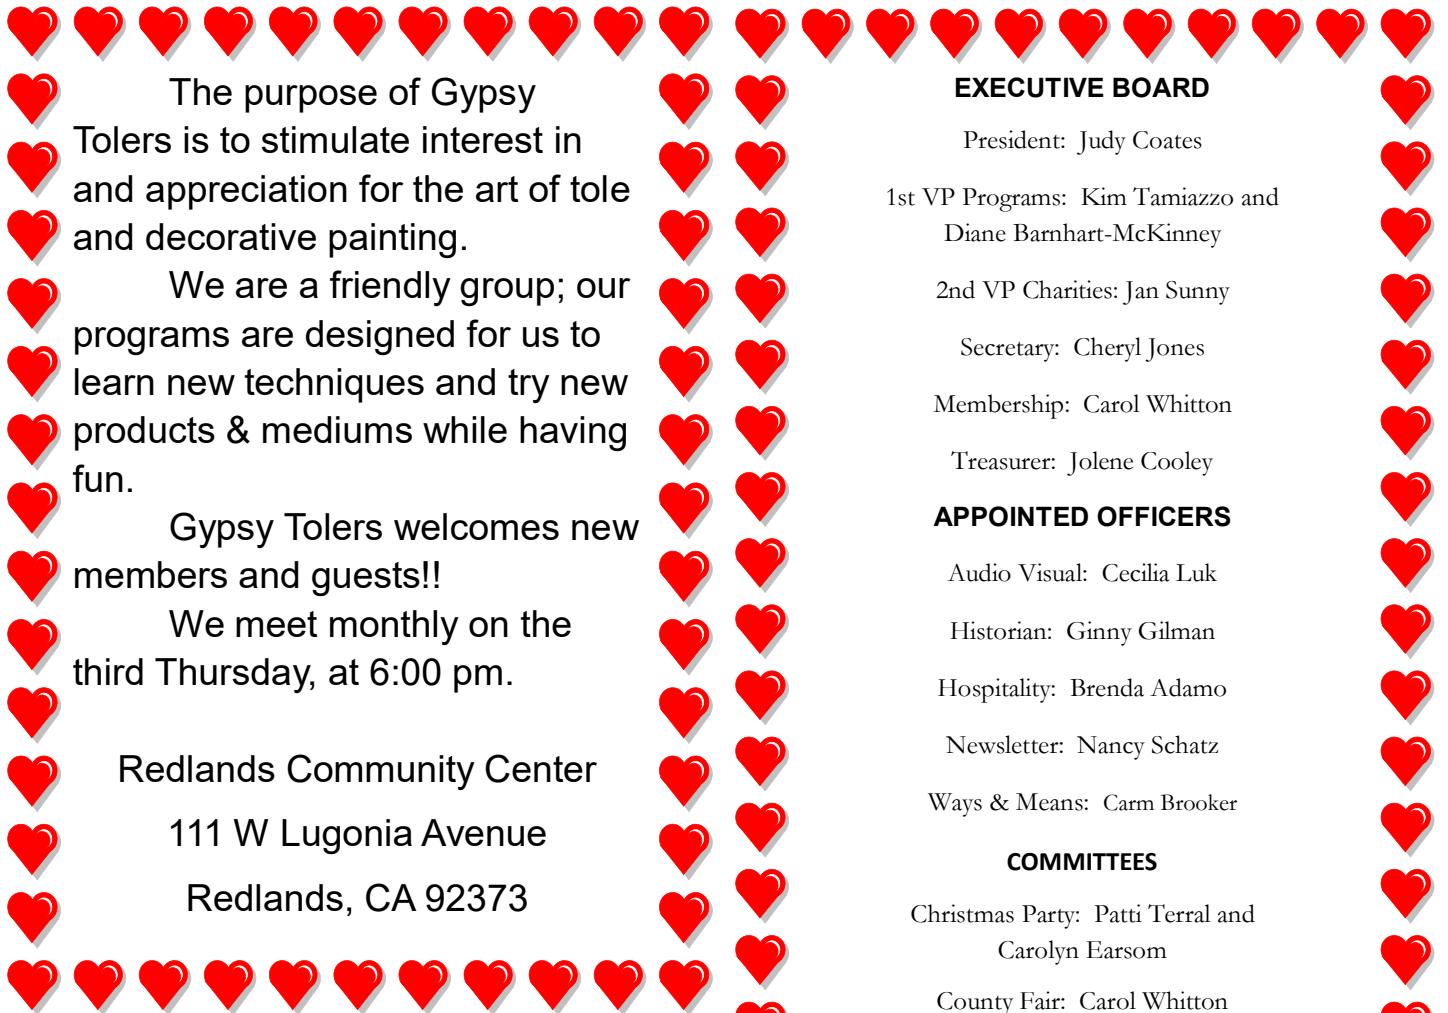 The purpose of Gypsy
Tolers is to stimulate interest in
and appreciation for the art of tole
and decorative painting.
We are a friendly group; our
programs are designed for us to
learn new techniques and try new
products & mediums while having
fun.
Gypsy Tolers welcomes new
members and guests!!
We meet monthly on the
third Thursday, at 6:00 pm.
Redlands Community Center
111 W Lugonia Avenue
Redlands, CA 92373
EXECUTIVE BOARD
President: Judy Coates
1st VP Programs: Kim Tamiazzo and
Diane Barnhart-McKinney
2nd VP Charities: Jan Sunny
Secretary: Cheryl Jones
Membership: Carol Whitton
Treasurer: Jolene Cooley
APPOINTED OFFICERS
Audio Visual: Cecilia Luk
Historian: Ginny Gilman
Hospitality: Brenda Adamo
Newsletter: Nancy Schatz
Ways & Means: Carm Brooker
COMMITTEES
Christmas Party: Patti Terral and
Carolyn Earsom
County Fair: Carol Whitton